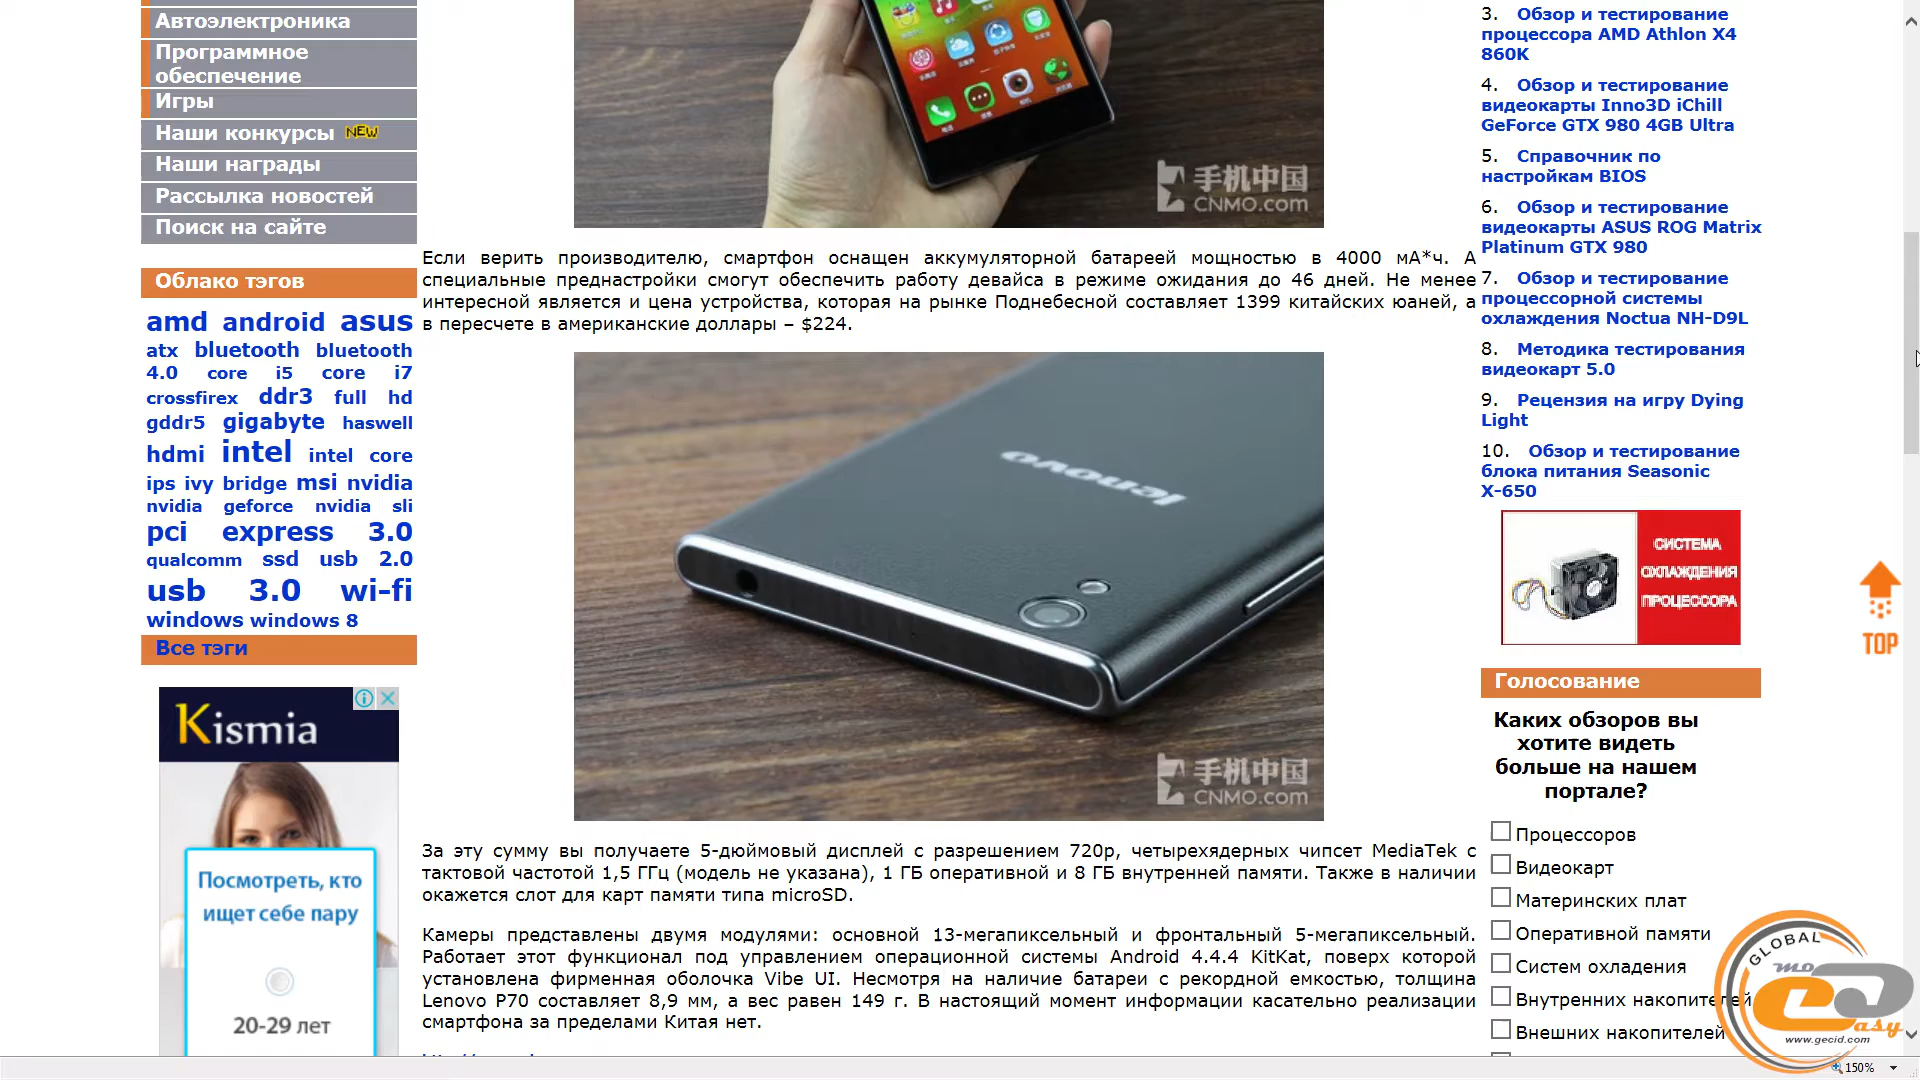 Автоэлектроника
Программное
обеспечение
Игры
Наши конкурсы NEW
Наши награды
Рассылка новостей
Поиск на сайте
Облако тэгов
amd android asus
atx bluetooth bluetooth
4.0 core i5 core i7
crossfirex ddr3 full hd
gddr5 gigabyte haswell
hdmi intel intel core
ips ivy bridge msi nvidia
nvidia geforce nvidia sli
pci express 3.0
qualcomm ssd usb 2.0
usb 3.0 wi-fi
windows windows 8
Все тэги
Kismia
Посмотреть, кто
ищет себе пару
20-29 лет
手机中国
CNMO.com
Если верить производителю, смартфон оснащен аккумуляторной батареей мощностью в 4000 мА*ч. А
специальные преднастройки смогут обеспечить работу девайса в режиме ожидания до 46 дней. Не менее
интересной является и цена устройства, которая на рынке Поднебесной составляет 1399 китайских юаней, а
в пересчете в американские доллары – $224.
lenovo
手机中国
CNMO.com
За эту сумму вы получаете 5-дюймовый дисплей с разрешением 720p, четырехядерных чипсет MediaTek с
тактовой частотой 1,5 ГГц (модель не указана), 1 ГБ оперативной и 8 ГБ внутренней памяти. Также в наличии
окажется слот для карт памяти типа microSD.
Камеры представлены двумя модулями: основной 13-мегапиксельный и фронтальный 5-мегапиксельный.
Работает этот функционал под управлением операционной системы Android 4.4.4 KitKat, поверх которой
установлена фирменная оболочка Vibe UI. Несмотря на наличие батареи с рекордной емкостью, толщина
Lenovo P70 составляет 8,9 мм, а вес равен 149 г. В настоящий момент информации касательно реализации
смартфона за пределами Китая нет.
3. Обзор и тестирование
процессора AMD Athlon X4
860K
4. Обзор и тестирование
видеокарты Inno3D iChill
GeForce GTX 980 4GB Ultra
5. Справочник по
настройкам BIOS
6. Обзор и тестирование
видеокарты ASUS ROG Matrix
Platinum GTX 980
7. Обзор и тестирование
процессорной системы
охлаждения Noctua NH-D9L
8. Методика тестирования
видеокарт 5.0
9. Рецензия на игру Dying
Light
10. Обзор и тестирование
блока питания Seasonic
X-650
СИСТЕМА
ОХЛАЖДЕНИЯ
ПРОЦЕССОРА
TOP
Голосование
Каких обзоров вы
хотите видеть
больше на нашем
портале?
Процессоров
Видеокарт
Материнских плат
Оперативной памяти
Систем охладения
Внутренних накопителей
Внешних накопителей
GLOBAL
easy
www.gecid.com
150%